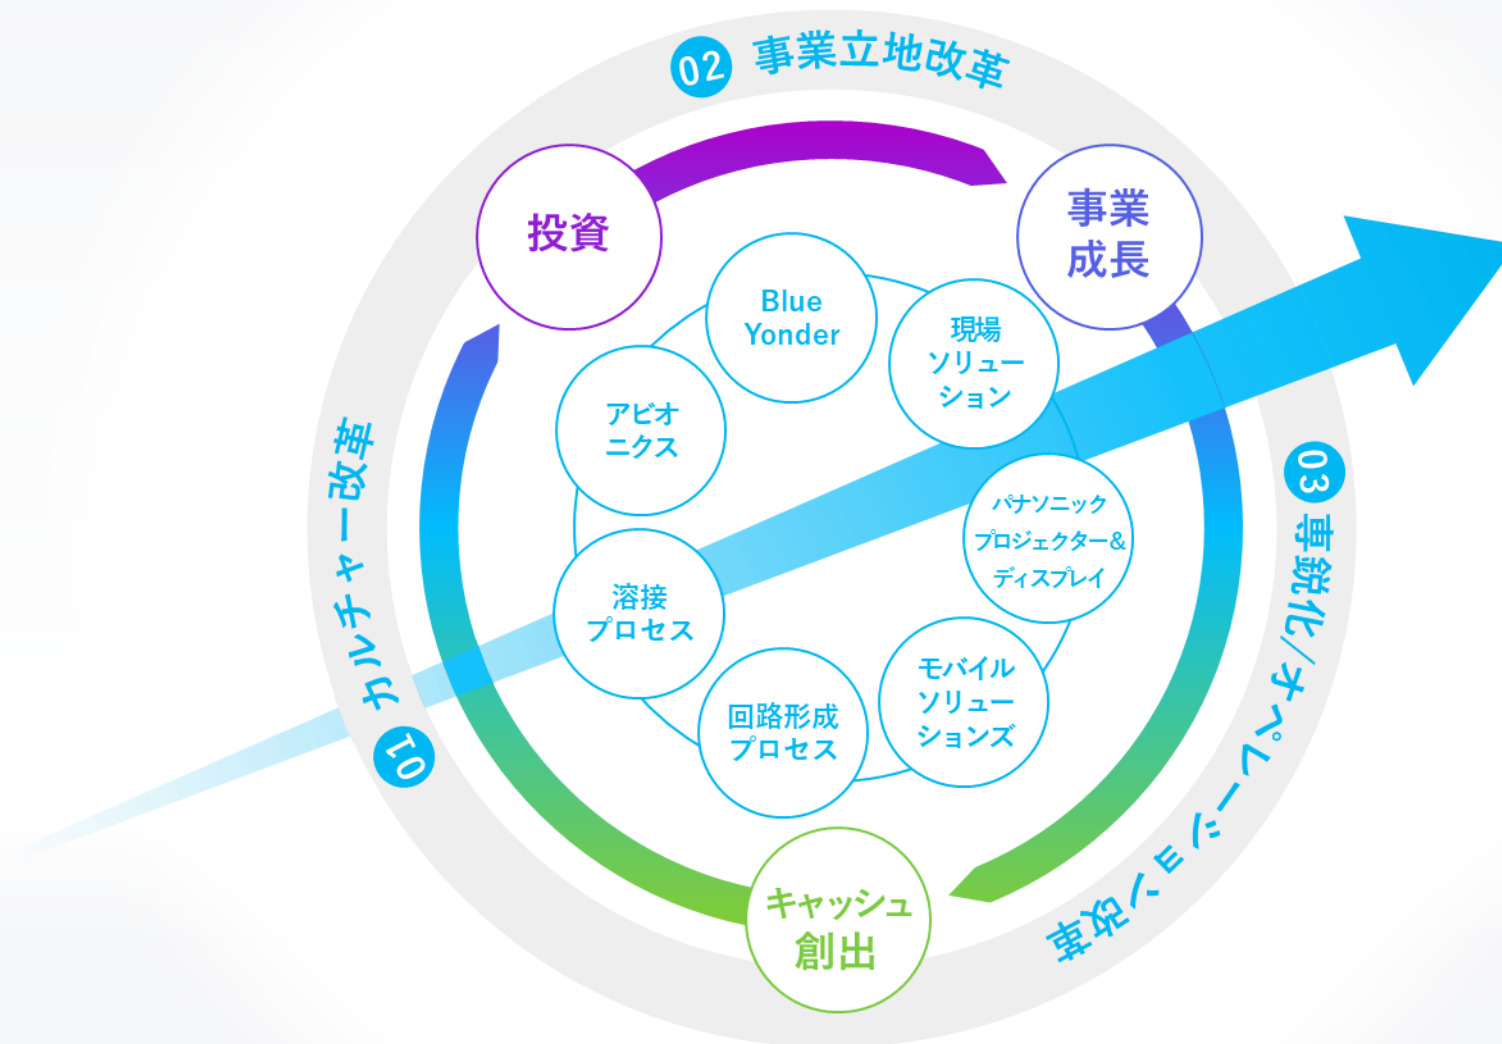 02 事業立地改革
投資
事業
成長
Blue
Yonder
現場
ソリュー
ション
アビオ
ニクス
パナソニック
プロジェクター&
ディスプレイ
溶接
プロセス
モバイル
ソリュー
ションズ
回路形成
プロセス
キャッシュ
創出
01 カルチャー改革
03 専鋭化/オペレーション改革